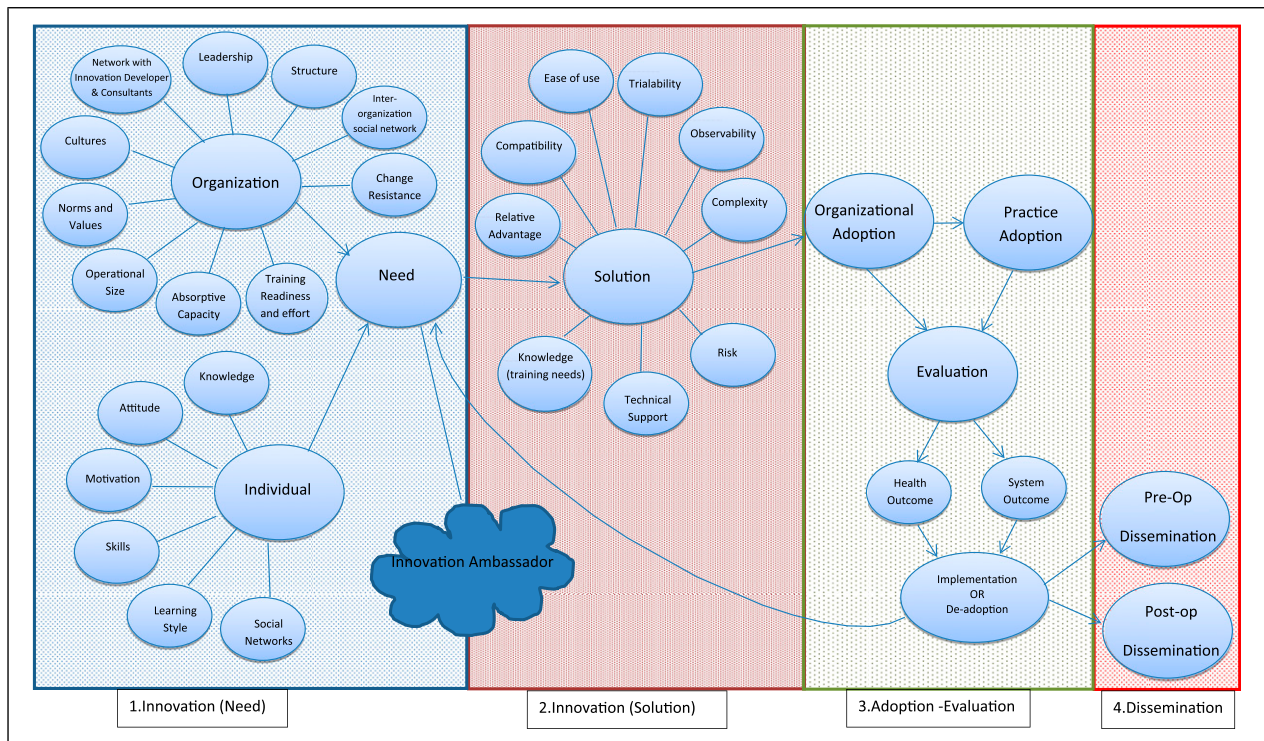 Network with
Innovation Developer
& Consultants
Leadership
Structure
Inter-
organization
social network
Cultures
Organization
Change
Resistance
Norms and
Values
Operational
Size
Absorptive
Capacity
Training
Readiness
and effort
Need
Knowledge
Attitude
Motivation
Individual
Skills
Learning
Style
Social
Networks
Innovation Ambassador
Ease of use
Trialability
Observability
Compatibility
Complexity
Relative
Advantage
Solution
Knowledge
(training needs)
Technical
Support
Risk
Organizational
Adoption
Practice
Adoption
Evaluation
Health
Outcome
System
Outcome
Implementation
OR
De-adoption
Pre-Op
Dissemination
Post-op
Dissemination
1.Innovation (Need)
2.Innovation (Solution)
3.Adoption -Evaluation
4.Dissemination